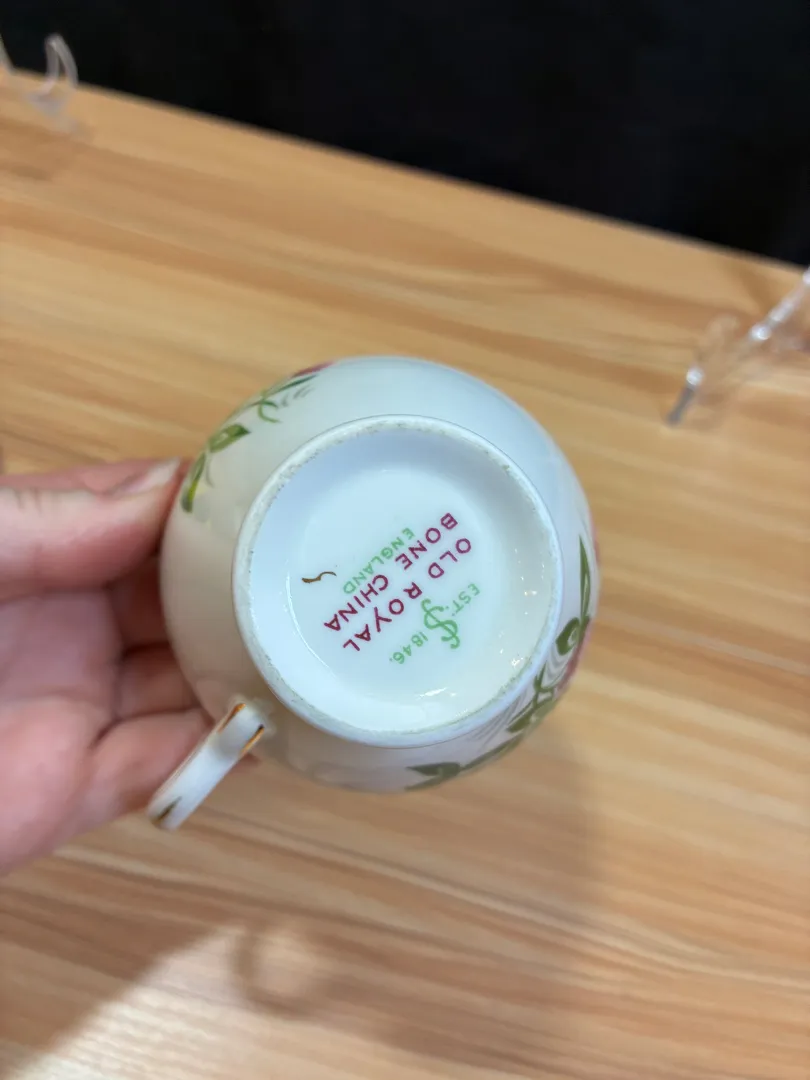 EST. 1846.
OLD ROYAL
BONE CHINA
ENGLAND